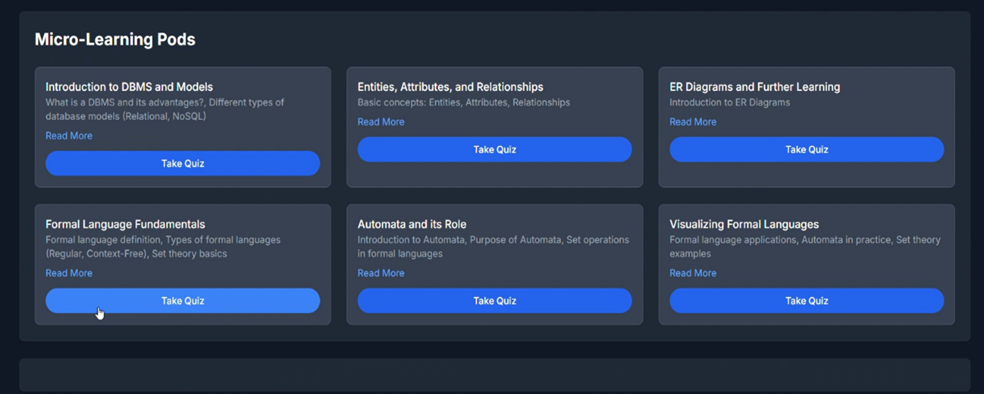 Micro-Learning Pods
Introduction to DBMS and Models
What is a DBMS and its advantages?, Different types of
database models (Relational, NoSQL)
Read More
Take Quiz
Entities, Attributes, and Relationships
Basic concepts: Entities, Attributes, Relationships
Read More
Take Quiz
ER Diagrams and Further Learning
Introduction to ER Diagrams
Read More
Take Quiz
Formal Language Fundamentals
Formal language definition, Types of formal languages
(Regular, Context-Free), Set theory basics
Read More
Take Quiz
Automata and its Role
Introduction to Automata, Purpose of Automata, Set operations
in formal languages
Read More
Take Quiz
Visualizing Formal Languages
Formal language applications, Automata in practice, Set theory
examples
Read More
Take Quiz